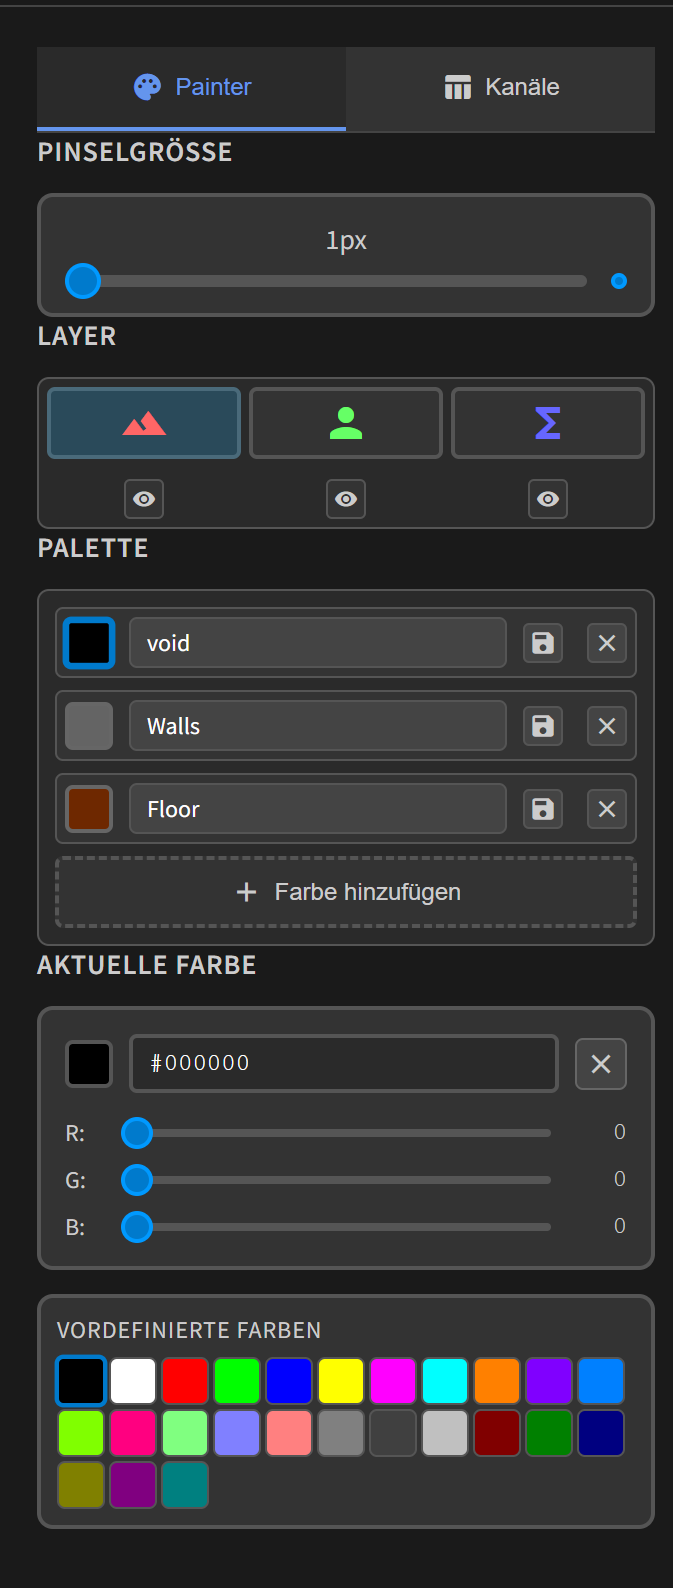 Painter
Kanäle
PINSELGRÖSSE
1px
LAYER
PALETTE
void
Walls
Floor
Farbe hinzufügen
AKTUELLE FARBE
#000000
R: 0
G: 0
B: 0
VORDEFINIERTE FARBEN